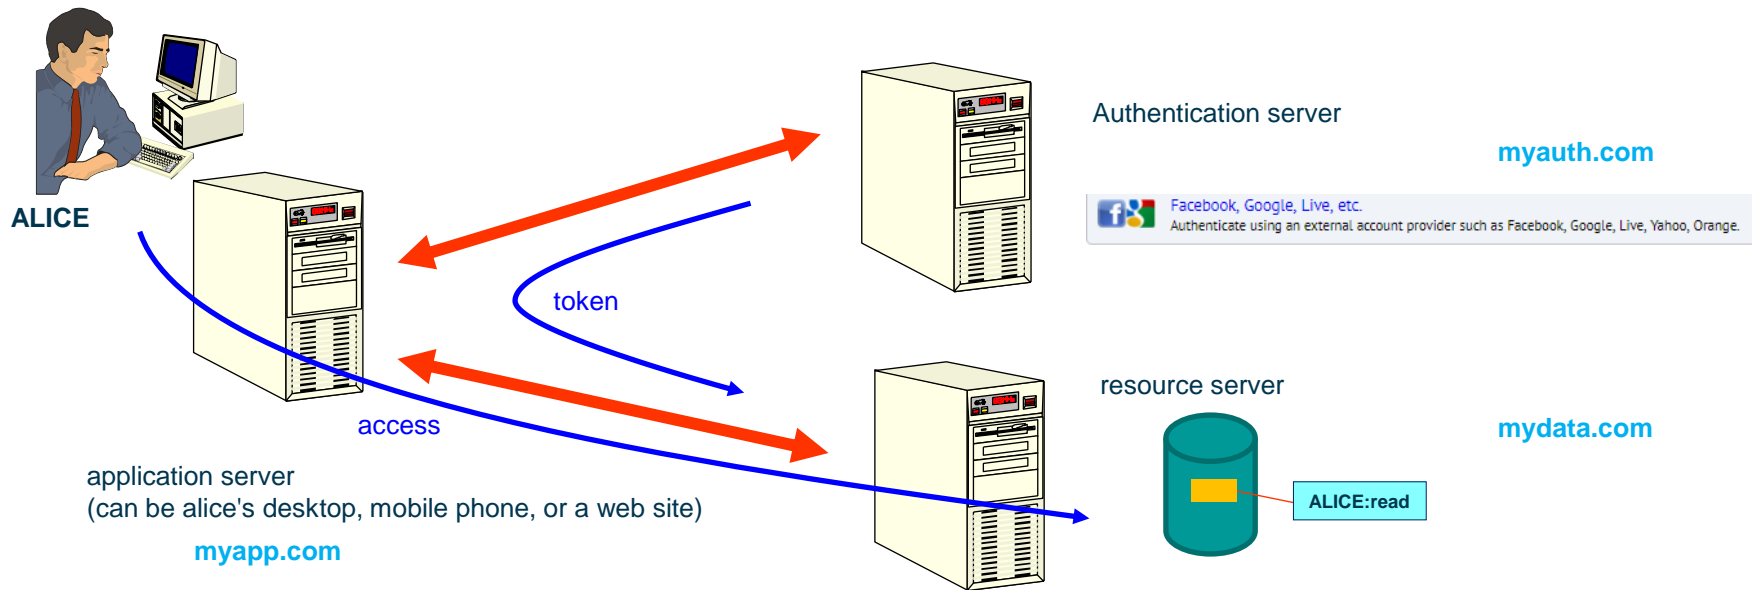 Authentication server
myauth.com
ALICE
Facebook, Google, Live, etc.
Authenticate using an external account provider such as Facebook, Google, Live, Yahoo, Orange.
token
resource server
access
mydata.com
application server
(can be alice's desktop, mobile phone, or a web site)
ALICE:read
myapp.com